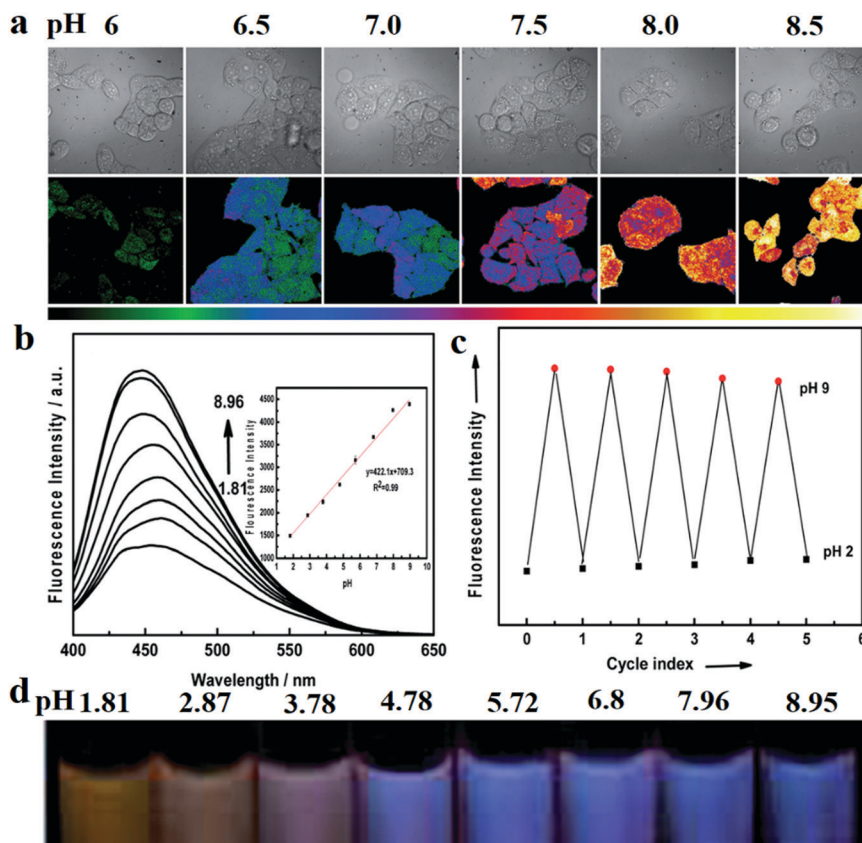 a
pH 6 6.5 7.0 7.5 8.0 8.5
b
Fluorescence Intensity / a.u.
8.96
1.81
400 450 500 550 600 650
Wavelength / nm
Flourescence Intensity
4500
4000
3500
3000
2500
2000
1500
1000
y=422.1x+709.3
R2=0.99
1 2 3 4 5 6 7 8 9 10
pH
c
Fluorescence Intensity
pH 9
pH 2
0 1 2 3 4 5 6
Cycle index
d
pH 1.81 2.87 3.78 4.78 5.72 6.8 7.96 8.95